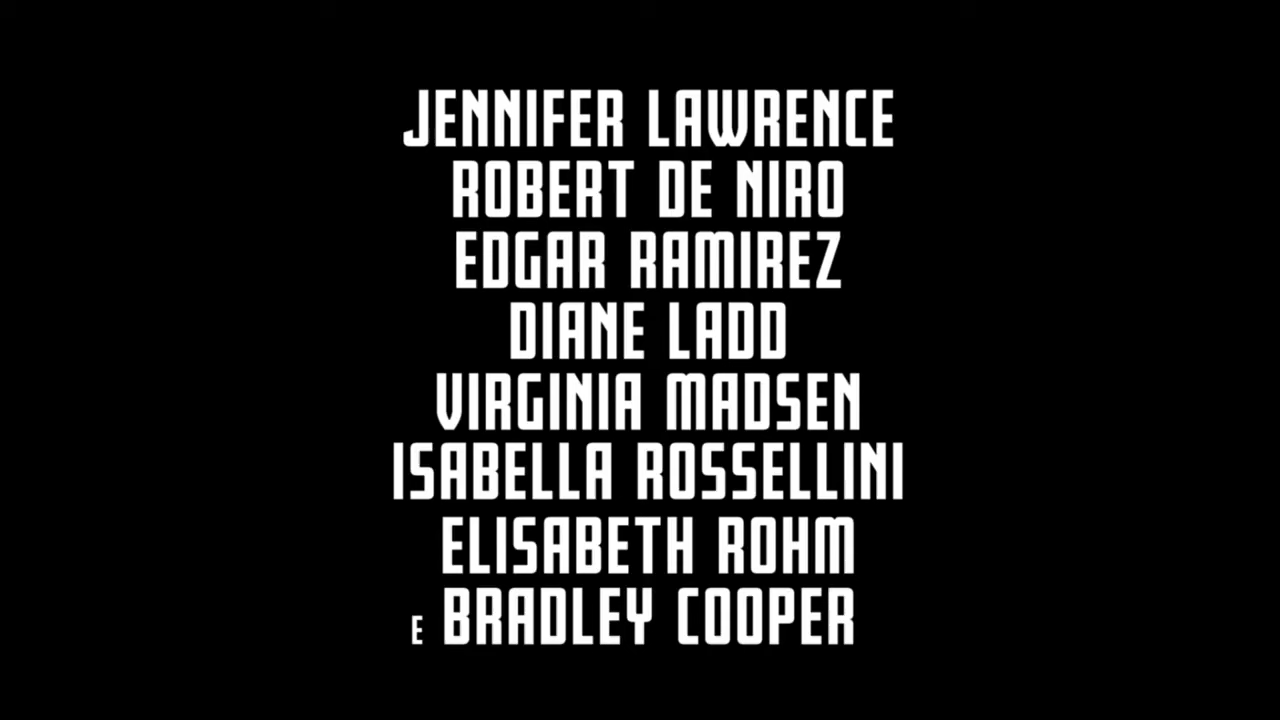 JENNIFER LAWRENCE
ROBERT DE NIRO
EDGAR RAMIREZ
DIANE LADD
VIRGINIA MADSEN
ISABELLA ROSSELLINI
ELISABETH ROHM
E BRADLEY COOPER